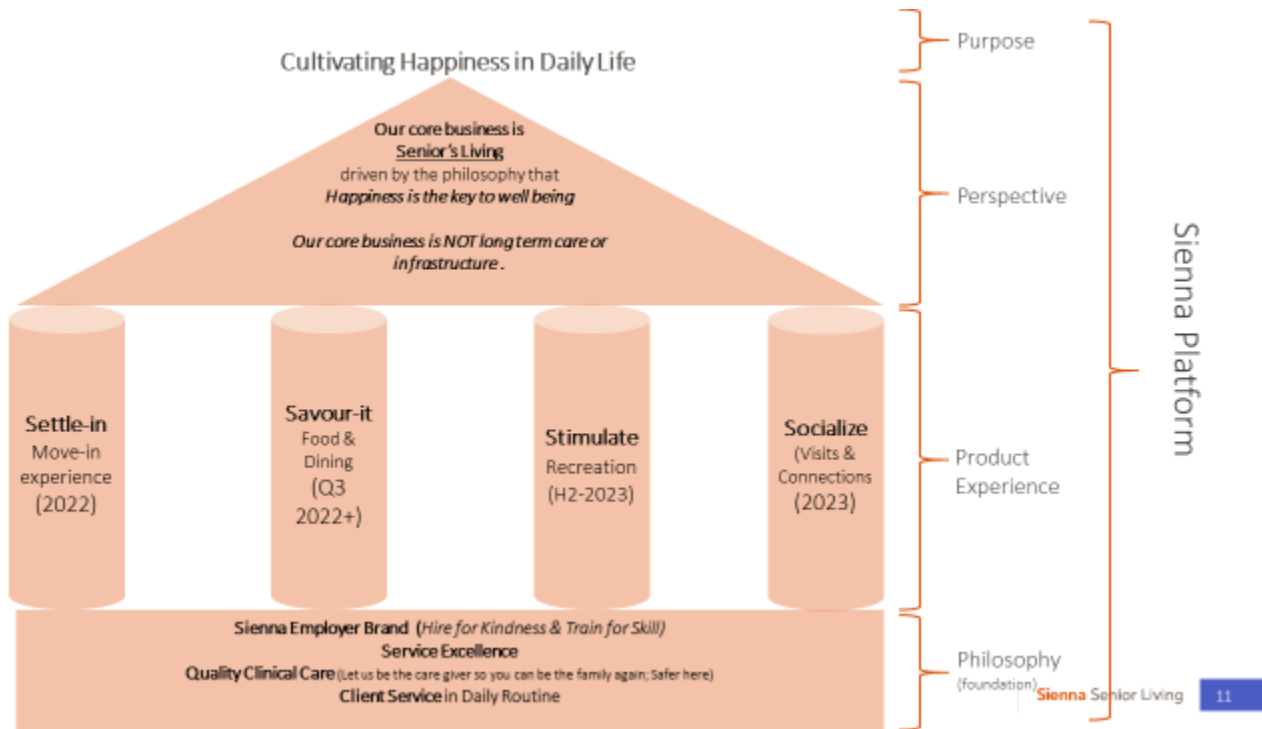 Cultivating Happiness in Daily Life
Our core business is
Senior's Living
driven by the philosophy that
Happiness is the key to well being
Our core business is NOT long term care or
infrastructure .
Settle-in
Move-in
experience
(2022)
Savour-it
Food &
Dining
(Q3
2022+)
Stimulate
Recreation
(H2-2023)
Socialize
(Visits &
Connections
(2023)
Sienna Employer Brand (Hire for Kindness & Train for Skill)
Service Excellence
Quality Clinical Care (Let us be the care giver so you can be the family again; Safer here)
Client Service in Daily Routine
Purpose
Perspective
Product
Experience
Philosophy
(foundation)
Sienna Platform
Sienna Senior Living
11